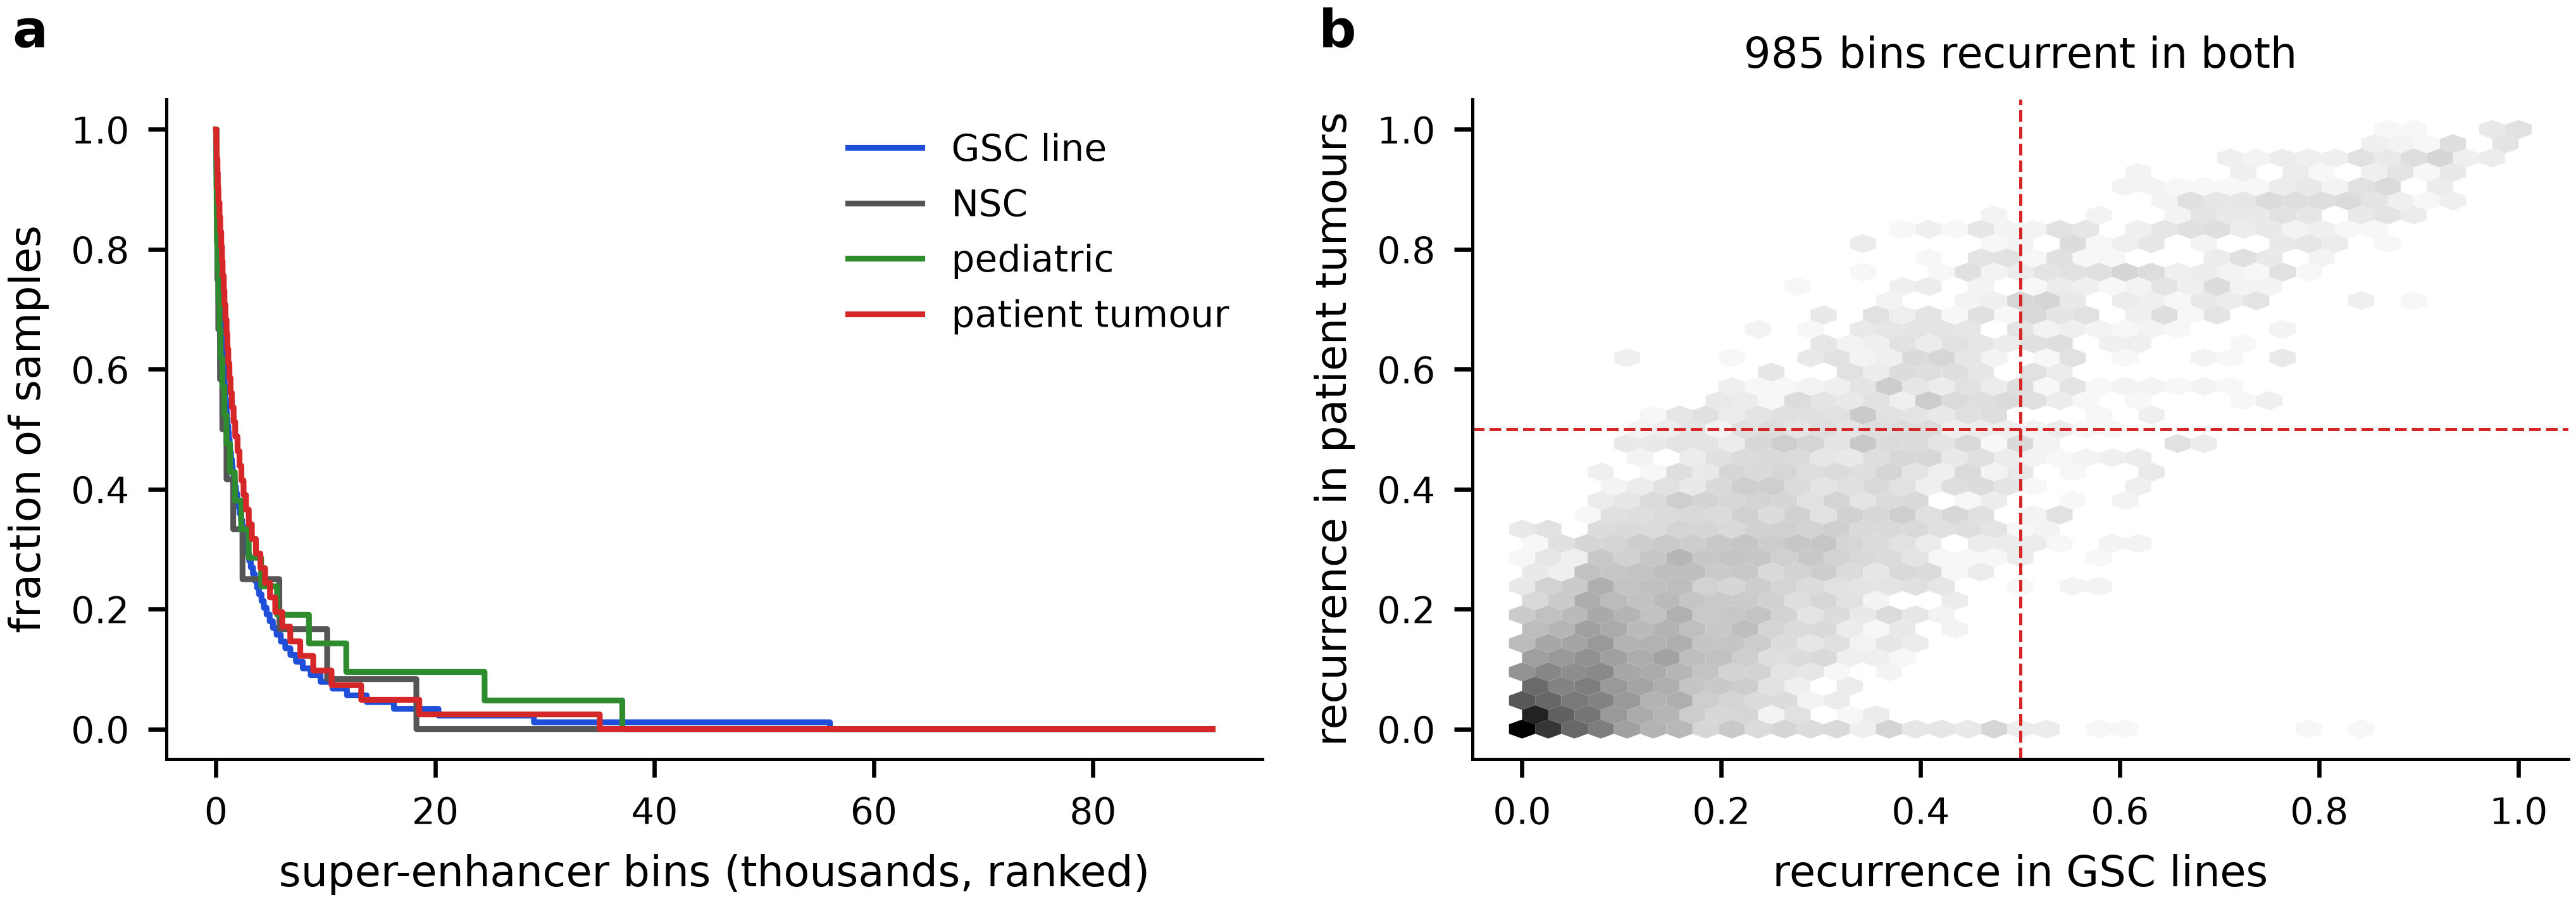 a
fraction of samples
1.0
0.8
0.6
0.4
0.2
0.0
0 20 40 60 80
super-enhancer bins (thousands, ranked)
GSC line
NSC
pediatric
patient tumour
b
985 bins recurrent in both
recurrence in patient tumours
1.0
0.8
0.6
0.4
0.2
0.0
0.0 0.2 0.4 0.6 0.8 1.0
recurrence in GSC lines